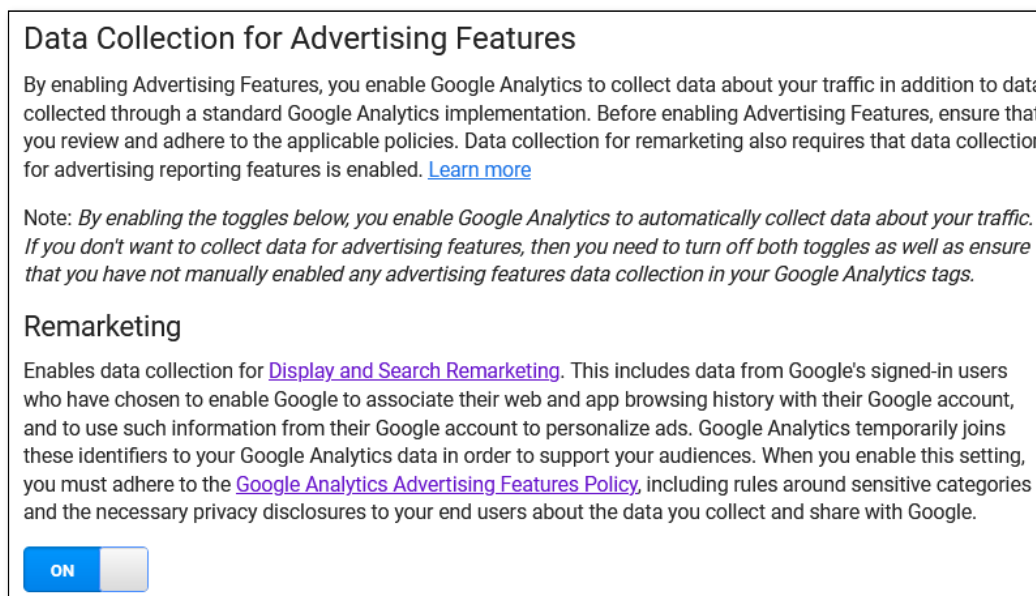 Data Collection for Advertising Features
By enabling Advertising Features, you enable Google Analytics to collect data about your traffic in addition to data
collected through a standard Google Analytics implementation. Before enabling Advertising Features, ensure that
you review and adhere to the applicable policies. Data collection for remarketing also requires that data collection
for advertising reporting features is enabled. Learn more
Note: By enabling the toggles below, you enable Google Analytics to automatically collect data about your traffic.
If you don't want to collect data for advertising features, then you need to turn off both toggles as well as ensure
that you have not manually enabled any advertising features data collection in your Google Analytics tags.
Remarketing
Enables data collection for Display and Search Remarketing. This includes data from Google's signed-in users
who have chosen to enable Google to associate their web and app browsing history with their Google account,
and to use such information from their Google account to personalize ads. Google Analytics temporarily joins
these identifiers to your Google Analytics data in order to support your audiences. When you enable this setting,
you must adhere to the Google Analytics Advertising Features Policy, including rules around sensitive categories
and the necessary privacy disclosures to your end users about the data you collect and share with Google.
ON